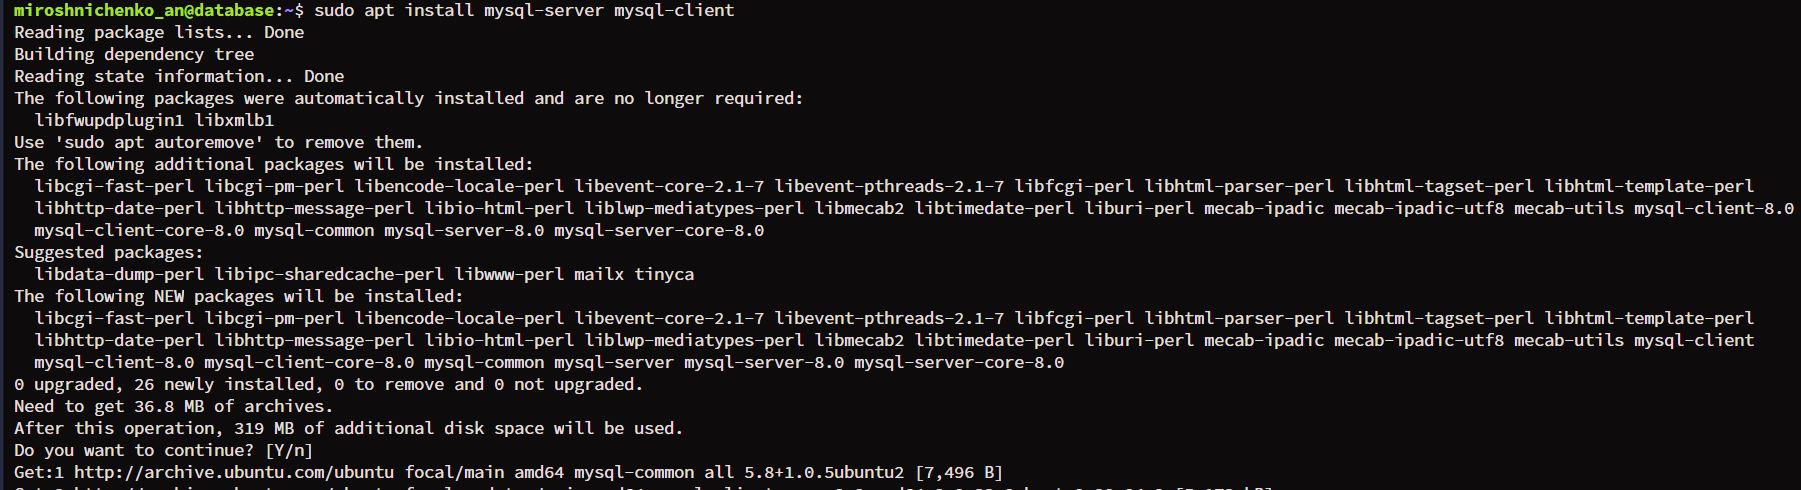 miroshnichenko_an@database:~$ sudo apt install mysql-server mysql-client
Reading package lists... Done
Building dependency tree
Reading state information... Done
The following packages were automatically installed and are no longer required:
  libfwupdplugin1 libxmlb1
Use 'sudo apt autoremove' to remove them.
The following additional packages will be installed:
  libcgi-fast-perl libcgi-pm-perl libencode-locale-perl libevent-core-2.1-7 libevent-pthreads-2.1-7 libfcgi-perl libhtml-parser-perl libhtml-tagset-perl libhtml-template-perl
  libhttp-date-perl libhttp-message-perl libio-html-perl liblwp-mediatypes-perl libmecab2 libtimedate-perl liburi-perl mecab-ipadic mecab-ipadic-utf8 mecab-utils mysql-client-8.0
  mysql-client-core-8.0 mysql-common mysql-server-8.0 mysql-server-core-8.0
Suggested packages:
  libdata-dump-perl libipc-sharedcache-perl libwww-perl mailx tinyca
The following NEW packages will be installed:
  libcgi-fast-perl libcgi-pm-perl libencode-locale-perl libevent-core-2.1-7 libevent-pthreads-2.1-7 libfcgi-perl libhtml-parser-perl libhtml-tagset-perl libhtml-template-perl
  libhttp-date-perl libhttp-message-perl libio-html-perl liblwp-mediatypes-perl libmecab2 libtimedate-perl liburi-perl mecab-ipadic mecab-ipadic-utf8 mecab-utils mysql-client
  mysql-client-8.0 mysql-client-core-8.0 mysql-common mysql-server mysql-server-8.0 mysql-server-core-8.0
0 upgraded, 26 newly installed, 0 to remove and 0 not upgraded.
Need to get 36.8 MB of archives.
After this operation, 319 MB of additional disk space will be used.
Do you want to continue? [Y/n]
Get:1 http://archive.ubuntu.com/ubuntu focal/main amd64 mysql-common all 5.8+1.0.5ubuntu2 [7,496 B]